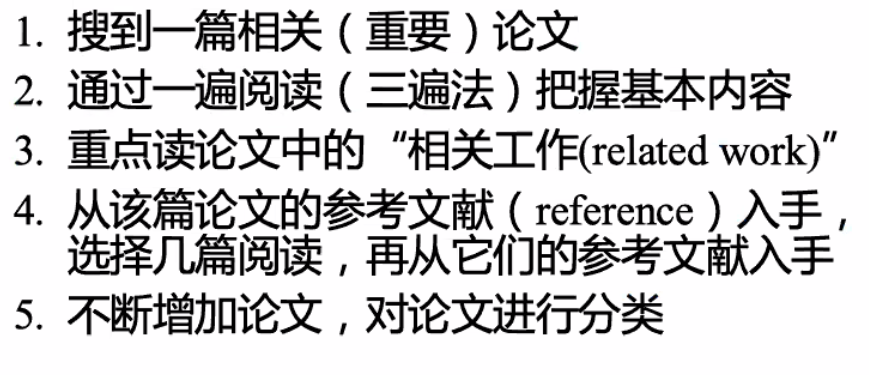 1. 搜到一篇相关（重要）论文
2. 通过一遍阅读（三遍法）把握基本内容
3. 重点读论文中的“相关工作(related work)”
4. 从该篇论文的参考文献（reference）入手，
选择几篇阅读，再从它们的参考文献入手
5. 不断增加论文，对论文进行分类